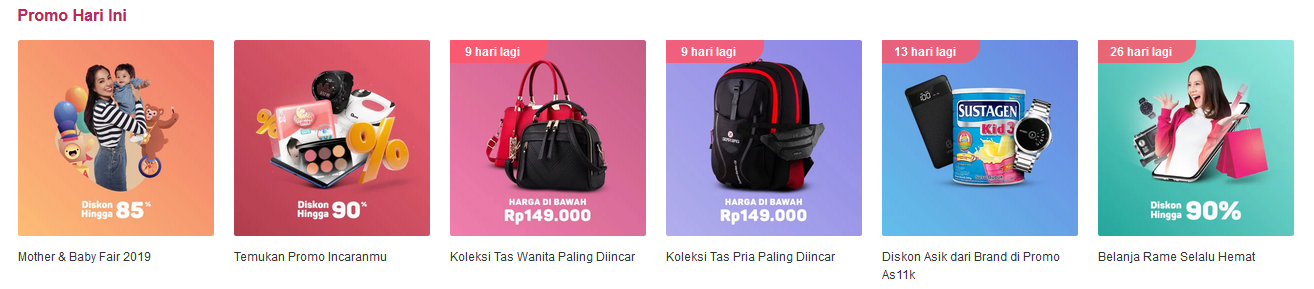 Promo Hari Ini
Diskon
Hingga 85%
Mother & Baby Fair 2019
%
%
Diskon
Hingga 90%
Temukan Promo Incaranmu
9 hari lagi
HARGA DI BAWAH
Rp149.000
Koleksi Tas Wanita Paling Diincar
9 hari lagi
HARGA DI BAWAH
Rp149.000
Koleksi Tas Pria Paling Diincar
13 hari lagi
100
SUSTAGEN
Kid 3
Diskon Asik dari Brand di Promo
As11k
26 hari lagi
Diskon
Hingga 90%
Belanja Rame Selalu Hemat